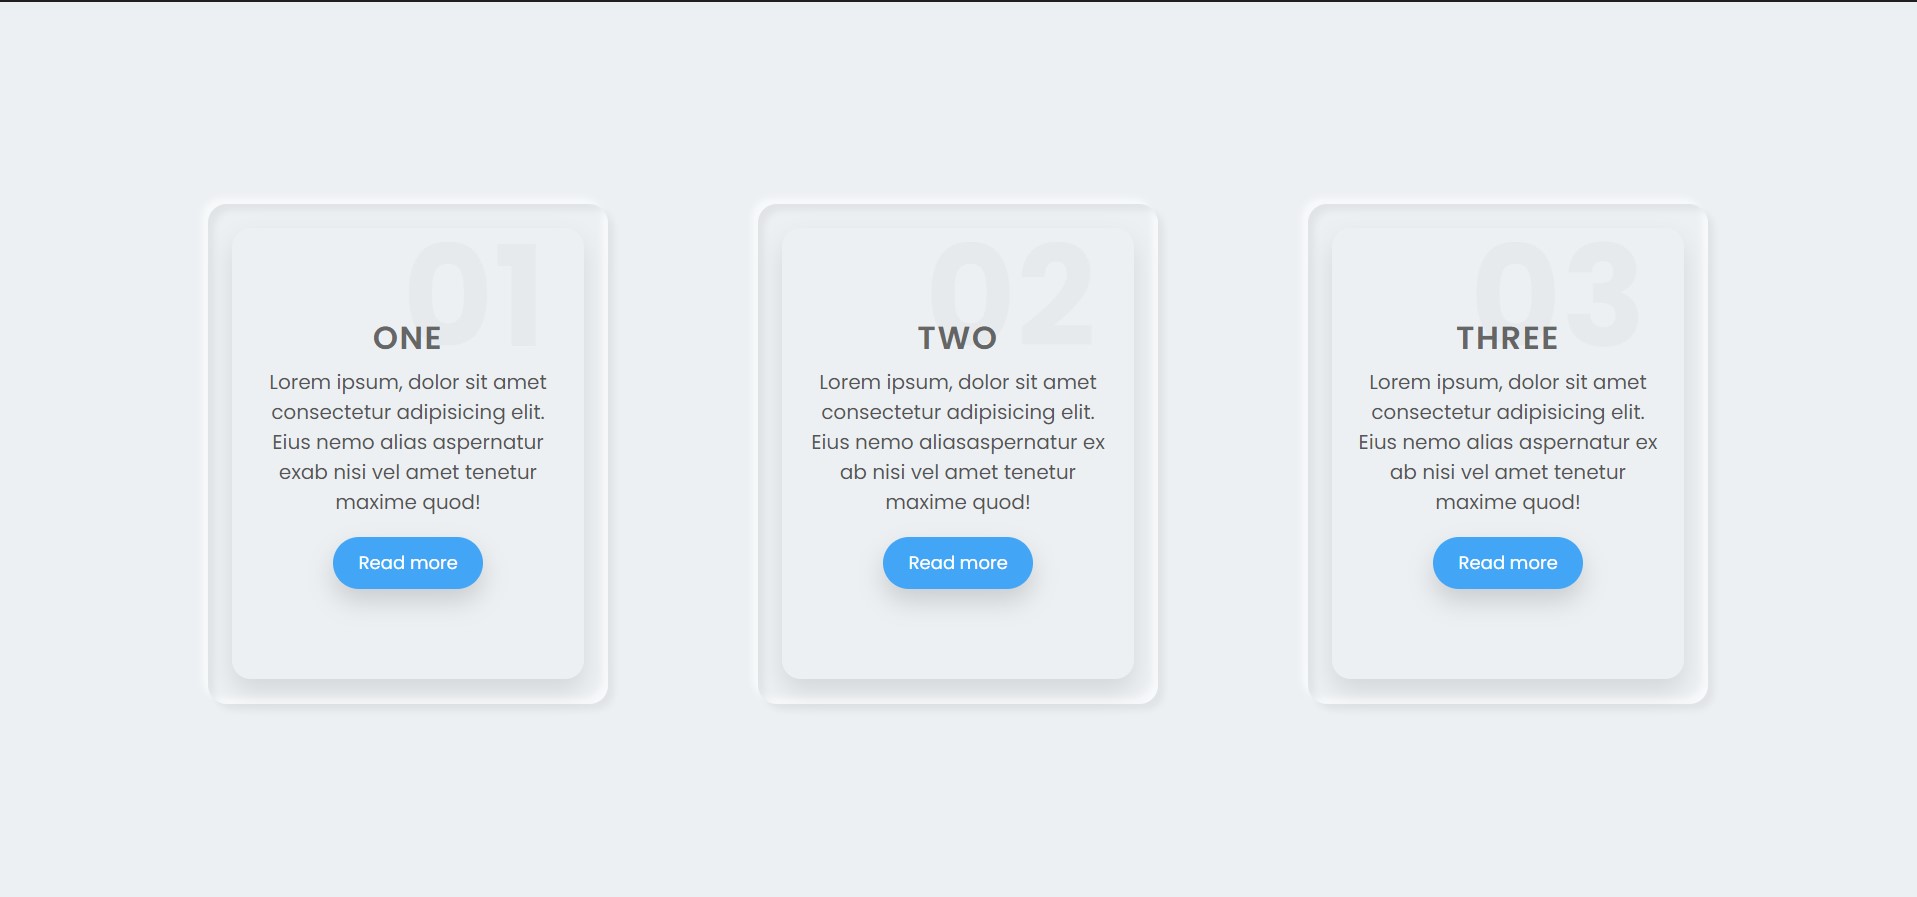 01
ONE
Lorem ipsum, dolor sit amet
consectetur adipisicing elit.
Eius nemo alias aspernatur
exab nisi vel amet tenetur
maxime quod!
Read more
02
TWO
Lorem ipsum, dolor sit amet
consectetur adipisicing elit.
Eius nemo aliasaspernatur ex
ab nisi vel amet tenetur
maxime quod!
Read more
03
THREE
Lorem ipsum, dolor sit amet
consectetur adipisicing elit.
Eius nemo alias aspernatur ex
ab nisi vel amet tenetur
maxime quod!
Read more